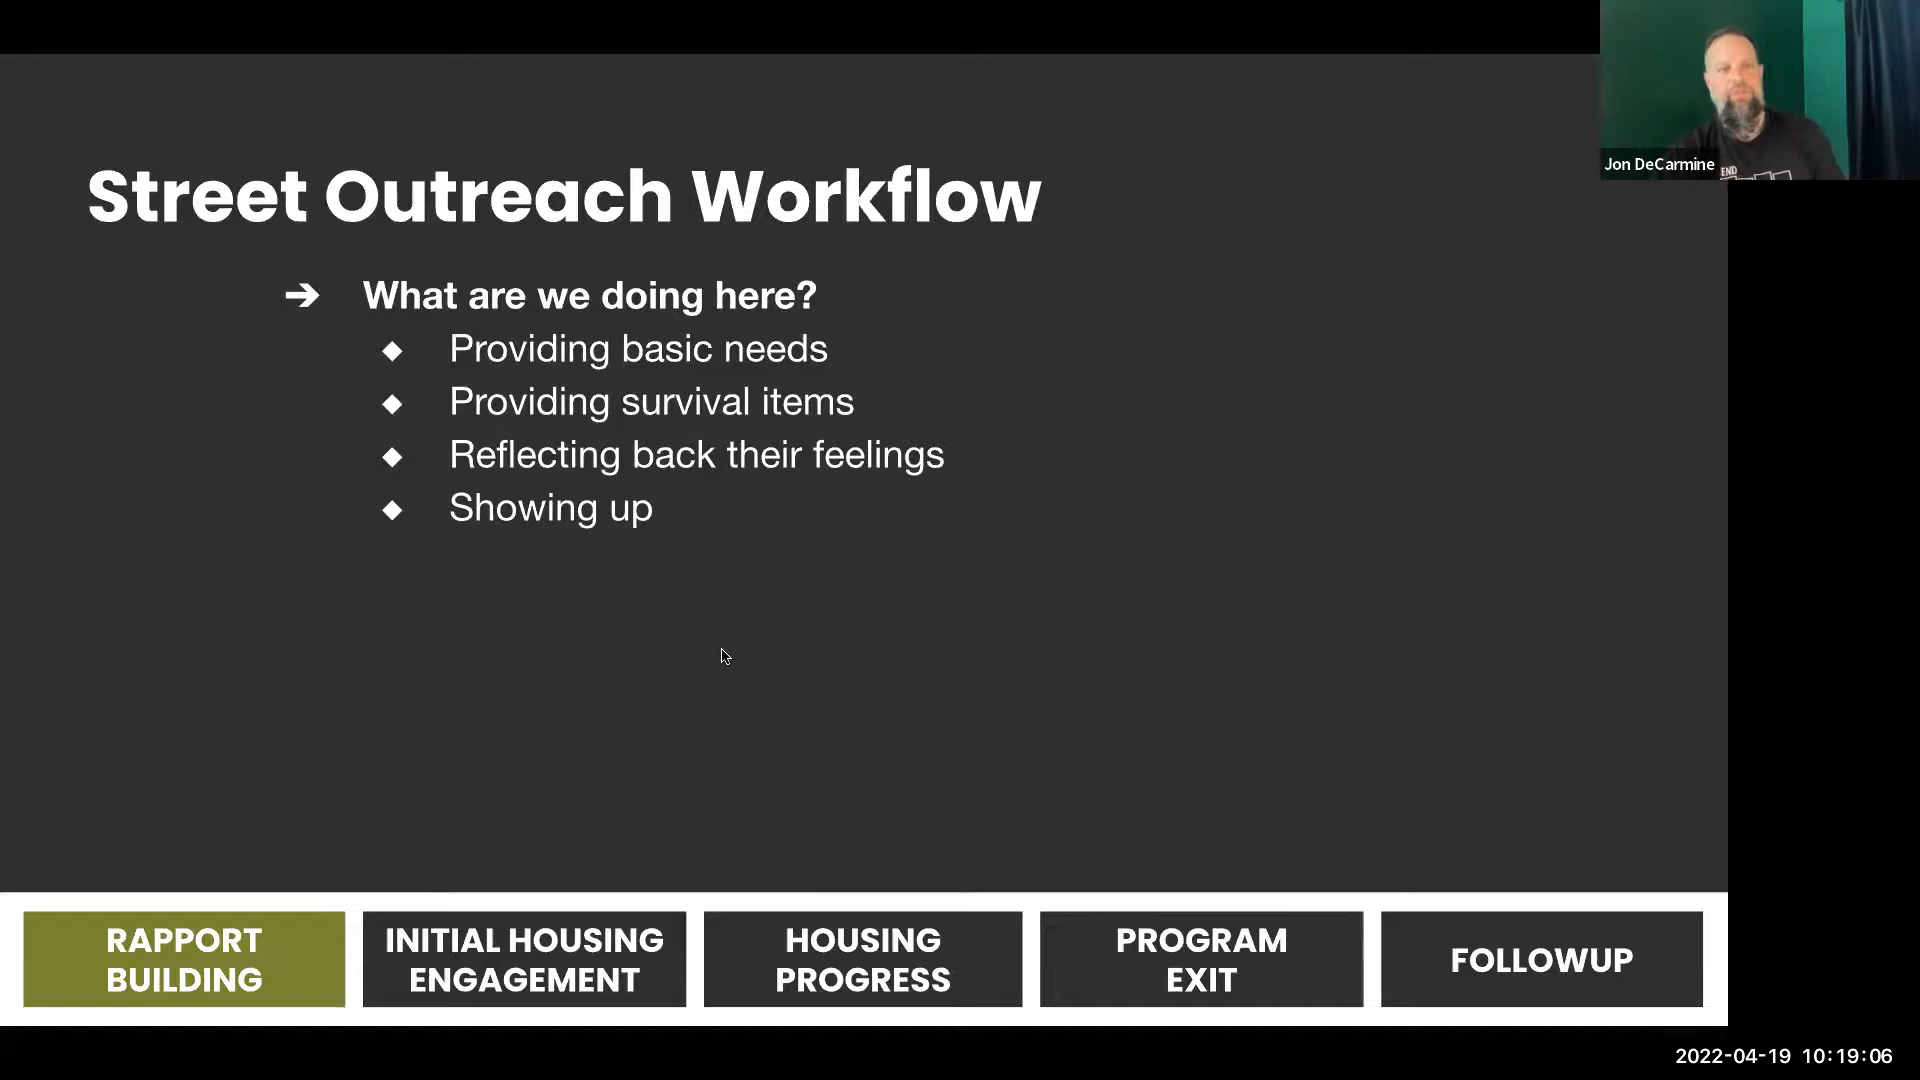 Jon DeCarmine
END
Street Outreach Workflow
➔ What are we doing here?
◆ Providing basic needs
◆ Providing survival items
◆ Reflecting back their feelings
◆ Showing up
RAPPORT
BUILDING
INITIAL HOUSING
ENGAGEMENT
HOUSING
PROGRESS
PROGRAM
EXIT
FOLLOWUP
2022-04-19 10:19:06